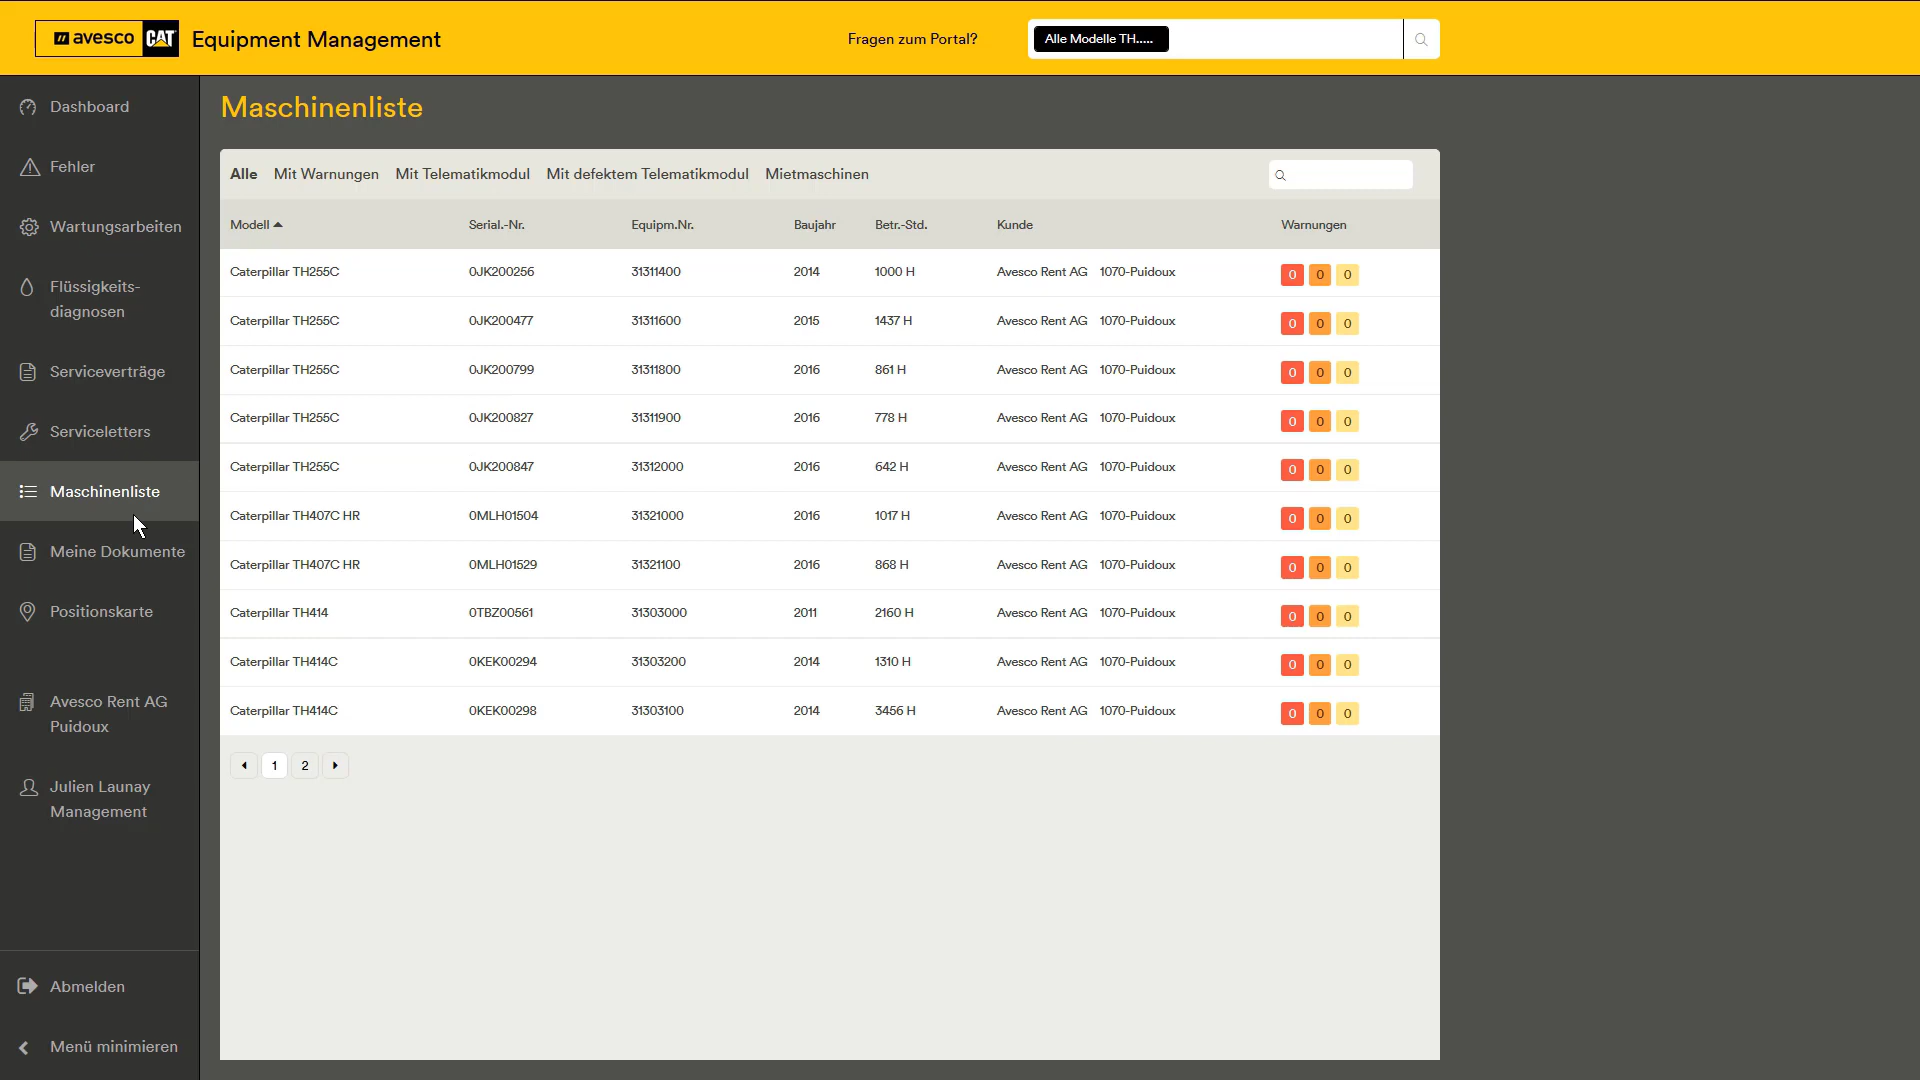 avesco CAT Equipment Management
Fragen zum Portal?
Alle Modelle TH.....
Dashboard
Fehler
Wartungsarbeiten
Flüssigkeits-
diagnosen
Serviceverträge
Serviceletters
Maschinenliste
Meine Dokumente
Positionskarte
Avesco Rent AG
Puidoux
Julien Launay
Management
Abmelden
Menü minimieren
Maschinenliste
Alle Mit Warnungen Mit Telematikmodul Mit defektem Telematikmodul Mietmaschinen
Modell Serial.-Nr. Equipm.Nr. Baujahr Betr.-Std. Kunde Warnungen
Caterpillar TH255C 0JK200256 31311400 2014 1000 H Avesco Rent AG 1070-Puidoux 0 0 0
Caterpillar TH255C 0JK200477 31311600 2015 1437 H Avesco Rent AG 1070-Puidoux 0 0 0
Caterpillar TH255C 0JK200799 31311800 2016 861 H Avesco Rent AG 1070-Puidoux 0 0 0
Caterpillar TH255C 0JK200827 31311900 2016 778 H Avesco Rent AG 1070-Puidoux 0 0 0
Caterpillar TH255C 0JK200847 31312000 2016 642 H Avesco Rent AG 1070-Puidoux 0 0 0
Caterpillar TH407C HR 0MLH01504 31321000 2016 1017 H Avesco Rent AG 1070-Puidoux 0 0 0
Caterpillar TH407C HR 0MLH01529 31321100 2016 868 H Avesco Rent AG 1070-Puidoux 0 0 0
Caterpillar TH414 0TBZ00561 31303000 2011 2160 H Avesco Rent AG 1070-Puidoux 0 0 0
Caterpillar TH414C 0KEK00294 31303200 2014 1310 H Avesco Rent AG 1070-Puidoux 0 0 0
Caterpillar TH414C 0KEK00298 31303100 2014 3456 H Avesco Rent AG 1070-Puidoux 0 0 0
1 2